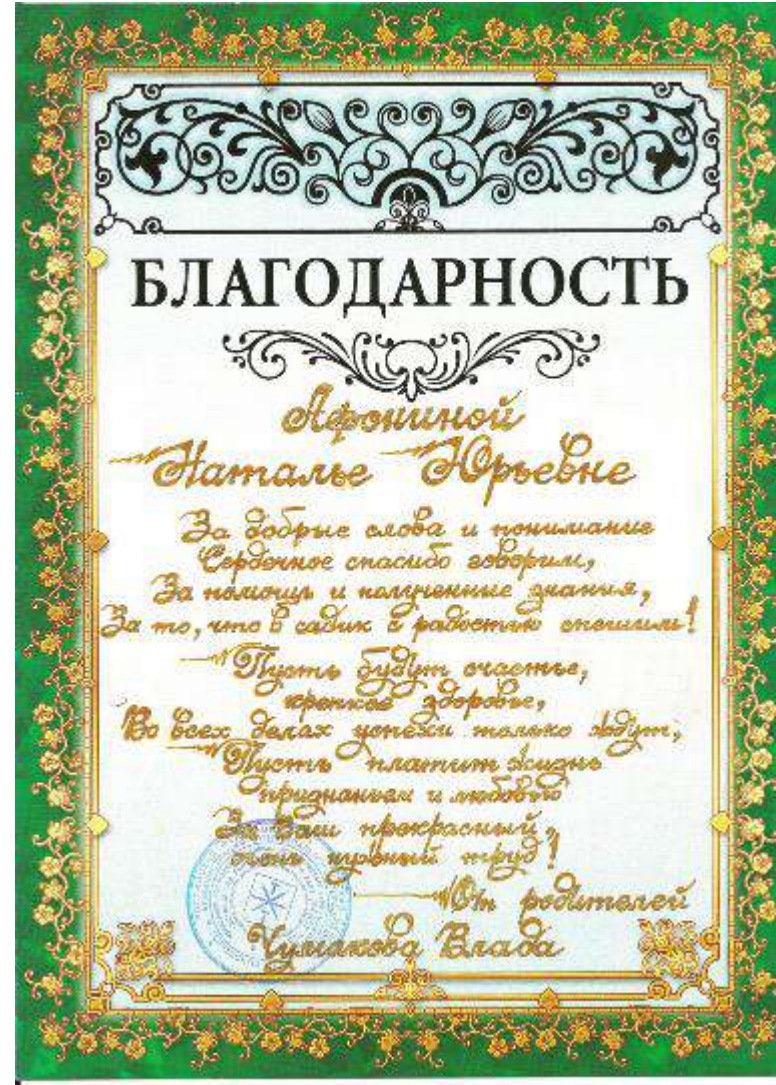 БЛАГОДАРНОСТЬ
Афониной
Наталье Юрьевне
За добрые слова и понимание
Сердечное спасибо говорим,
За помощь и полученные знания,
За то, что в садик с радостью спешим!
Пусть будут счастье,
крепкое здоровье,
Во всех делах успехи только ждут,
Пусть платит жизнь
признаньем и любовью
За Ваш прекрасный,
очень нужный труд!
От родителей
Чумакова Влада